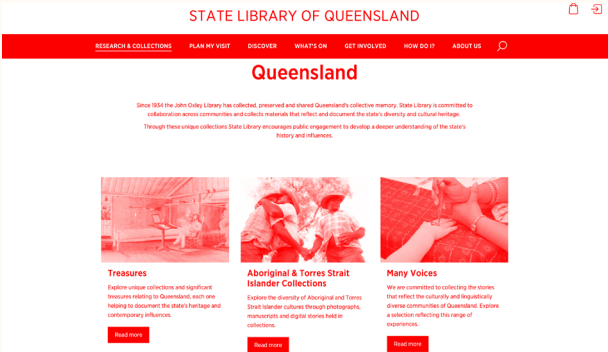 STATE LIBRARY OF QUEENSLAND
RESEARCH & COLLECTIONS PLAN MY VISIT DISCOVER WHAT'S ON GET INVOLVED HOW DO I? ABOUT US
Queensland
Since 1934 the John Oxley Library has collected, preserved and shared Queensland's collective memory. State Library is committed to
collaboration across communities and collects materials that reflect and document the state's diversity and cultural heritage.
Through these unique collections State Library encourages public engagement to develop a deeper understanding of the state's
history and influences.
Treasures
Explore unique collections and significant
treasures relating to Queensland, each one
helping to document the state's heritage and
contemporary influences.
Read more
Aboriginal & Torres Strait
Islander Collections
Explore the diversity of Aboriginal and Torres
Strait Islander cultures through photographs,
manuscripts and digital stories held in
collections.
Read more
Many Voices
We are committed to collecting the stories
that reflect the culturally and linguistically
diverse communities of Queensland. Explore
a selection reflecting this range of
experiences.
Read more